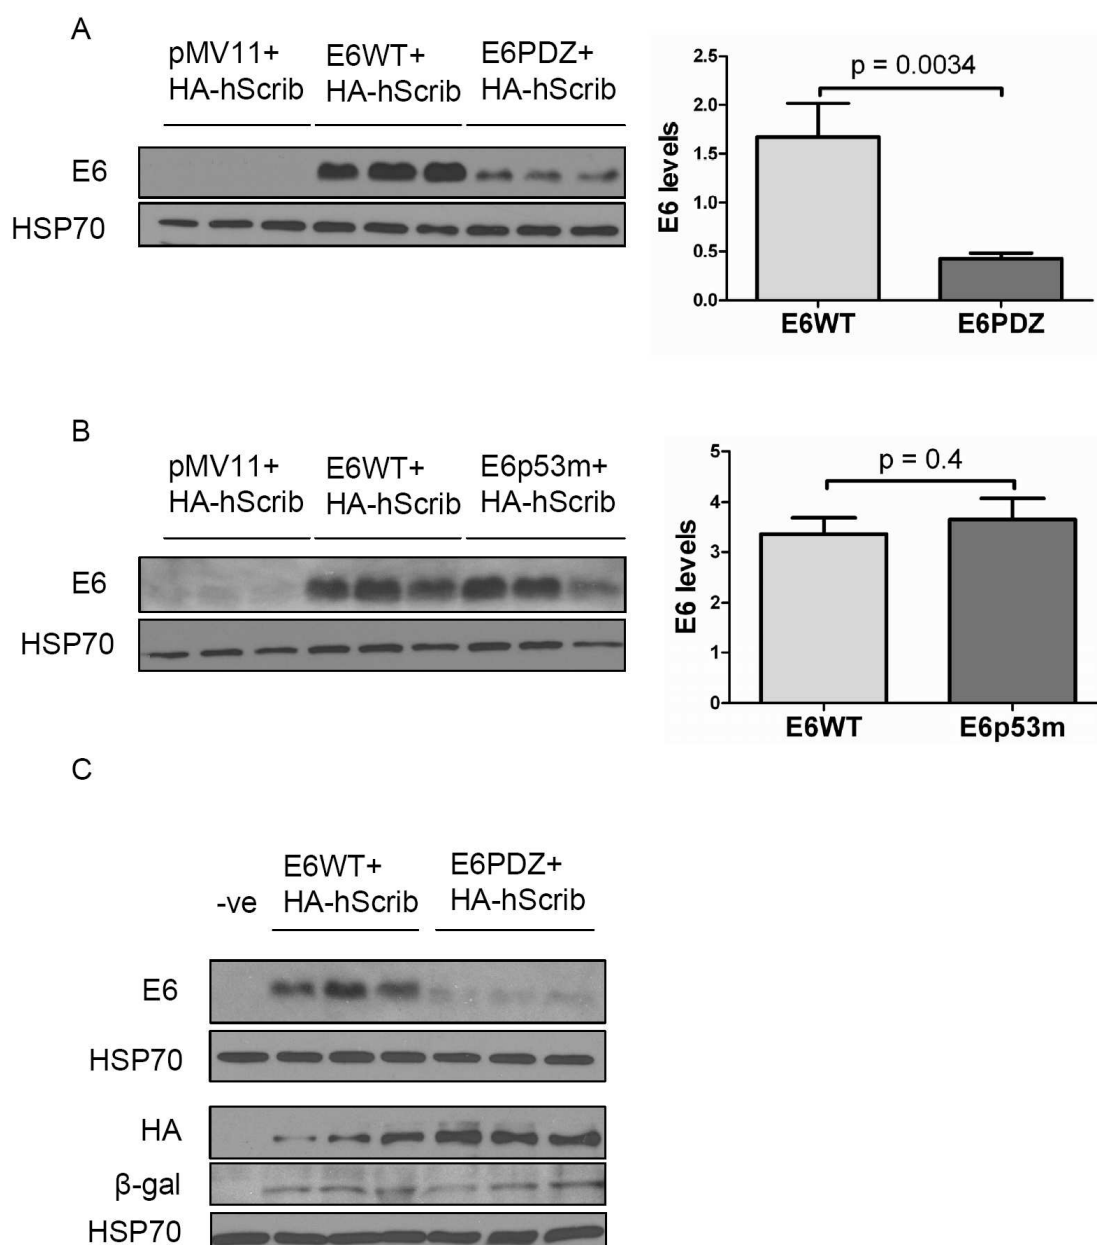 A
pMV11+ E6WT+ E6PDZ+
HA-hScrib HA-hScrib HA-hScrib
E6
HSP70
2.5
2.0
1.5
1.0
0.5
0.0
E6 levels
p = 0.0034
E6WT E6PDZ
B
pMV11+ E6WT+ E6p53m+
HA-hScrib HA-hScrib HA-hScrib
E6
HSP70
5
4
3
2
1
0
E6 levels
p = 0.4
E6WT E6p53m
C
E6WT+ E6PDZ+
-ve HA-hScrib HA-hScrib
E6
HSP70
HA
β-gal
HSP70